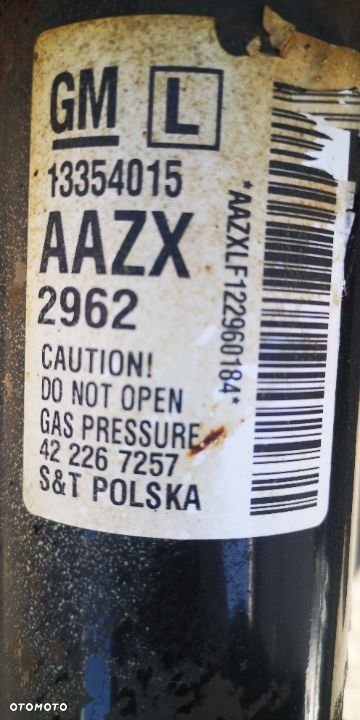 GM L
13354015
AAZX
2962
CAUTION!
DO NOT OPEN
GAS PRESSURE
42 226 7257
S&T POLSKA
*AAZXLF122960184*
OTOMOTO